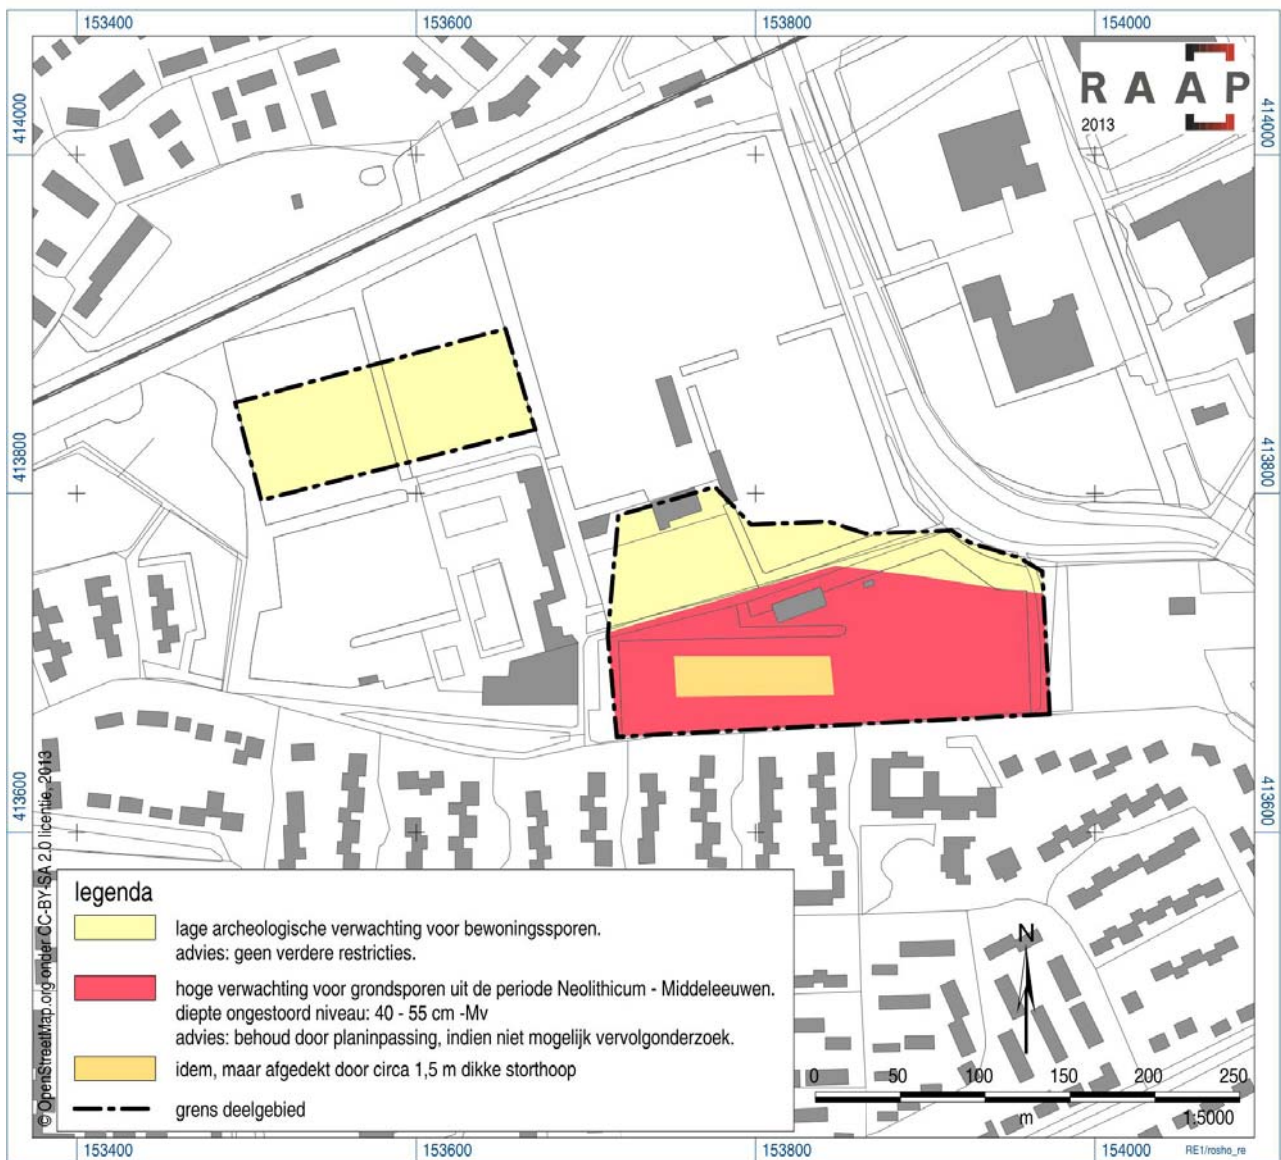 153400 153600 153800 154000
RAAP
2013
414000 414000
413800 413800
413600 413600
© OpenStreetMap.org onder CC-BY-SA 2.0 licentie, 2013
legenda
lage archeologische verwachting voor bewoningssporen.
advies: geen verdere restricties.
hoge verwachting voor grondsporen uit de periode Neolithicum - Middeleeuwen.
diepte ongestoord niveau: 40 - 55 cm -Mv
advies: behoud door planinpassing, indien niet mogelijk vervolgonderzoek.
idem, maar afgedekt door circa 1,5 m dikke storthoop
grens deelgebied
N
0 50 100 150 200 250
m 1:5000
153400 153600 153800 154000 RE1/rosho_re